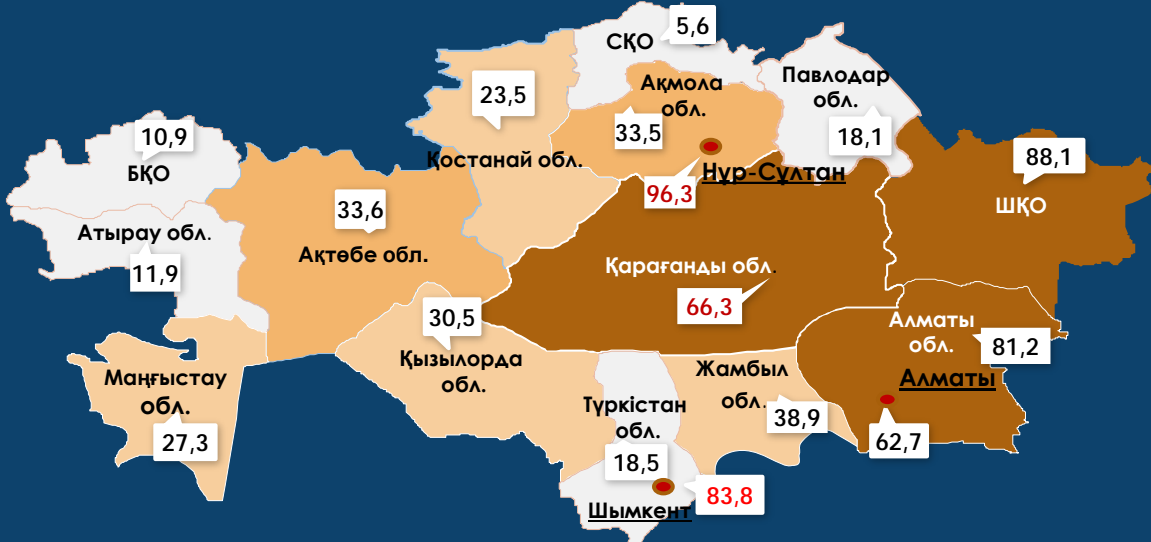 5,6
СҚО
Павлодар
обл.
18,1
Ақмола
обл.
33,5
23,5
Қостанай обл.
10,9
БҚО
88,1
ШҚО
Нұр-Сұлтан
96,3
33,6
Ақтөбе обл.
Атырау обл.
11,9
Қарағанды обл.
66,3
30,5
Қызылорда
обл.
Алматы
обл.
81,2
Алматы
62,7
Маңғыстау
обл.
27,3
Жамбыл
обл.
38,9
Түркістан
обл.
18,5
83,8
Шымкент